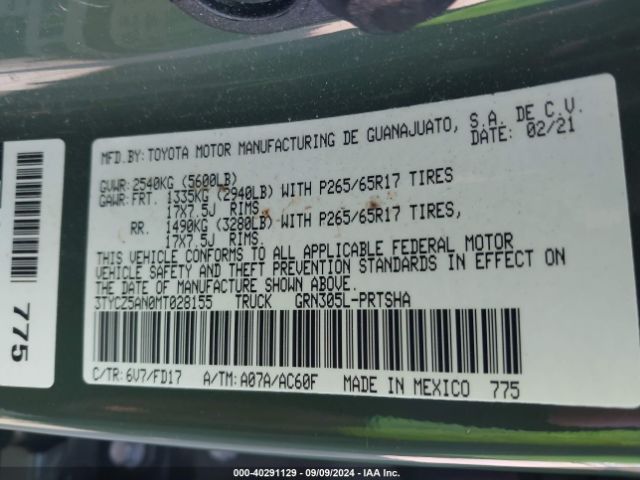 MFD.BY:TOYOTA MOTOR MANUFACTURING DE GUANAJUATO, S.A. DE C.V.
DATE: 02/21
GVWR:2540KG (5600LB)
GAWR:FRT. 1335KG (2940LB) WITH P265/65R17 TIRES
17X7.5J RIMS.
RR. 1490KG (3280LB) WITH P265/65R17 TIRES,
17X7.5J RIMS.
THIS VEHICLE CONFORMS TO ALL APPLICABLE FEDERAL MOTOR
VEHICLE SAFETY AND THEFT PREVENTION STANDARDS IN EFFECT ON
THE DATE OF MANUFACTURE SHOWN ABOVE.
3TYCZ5AN0MT028155 TRUCK GRN305L-PRTSHA
C/TR:6V7/FD17 A/TM:A07A/AC60F MADE IN MEXICO 775
775
000-40291129 - 09/09/2024 - IAA Inc.